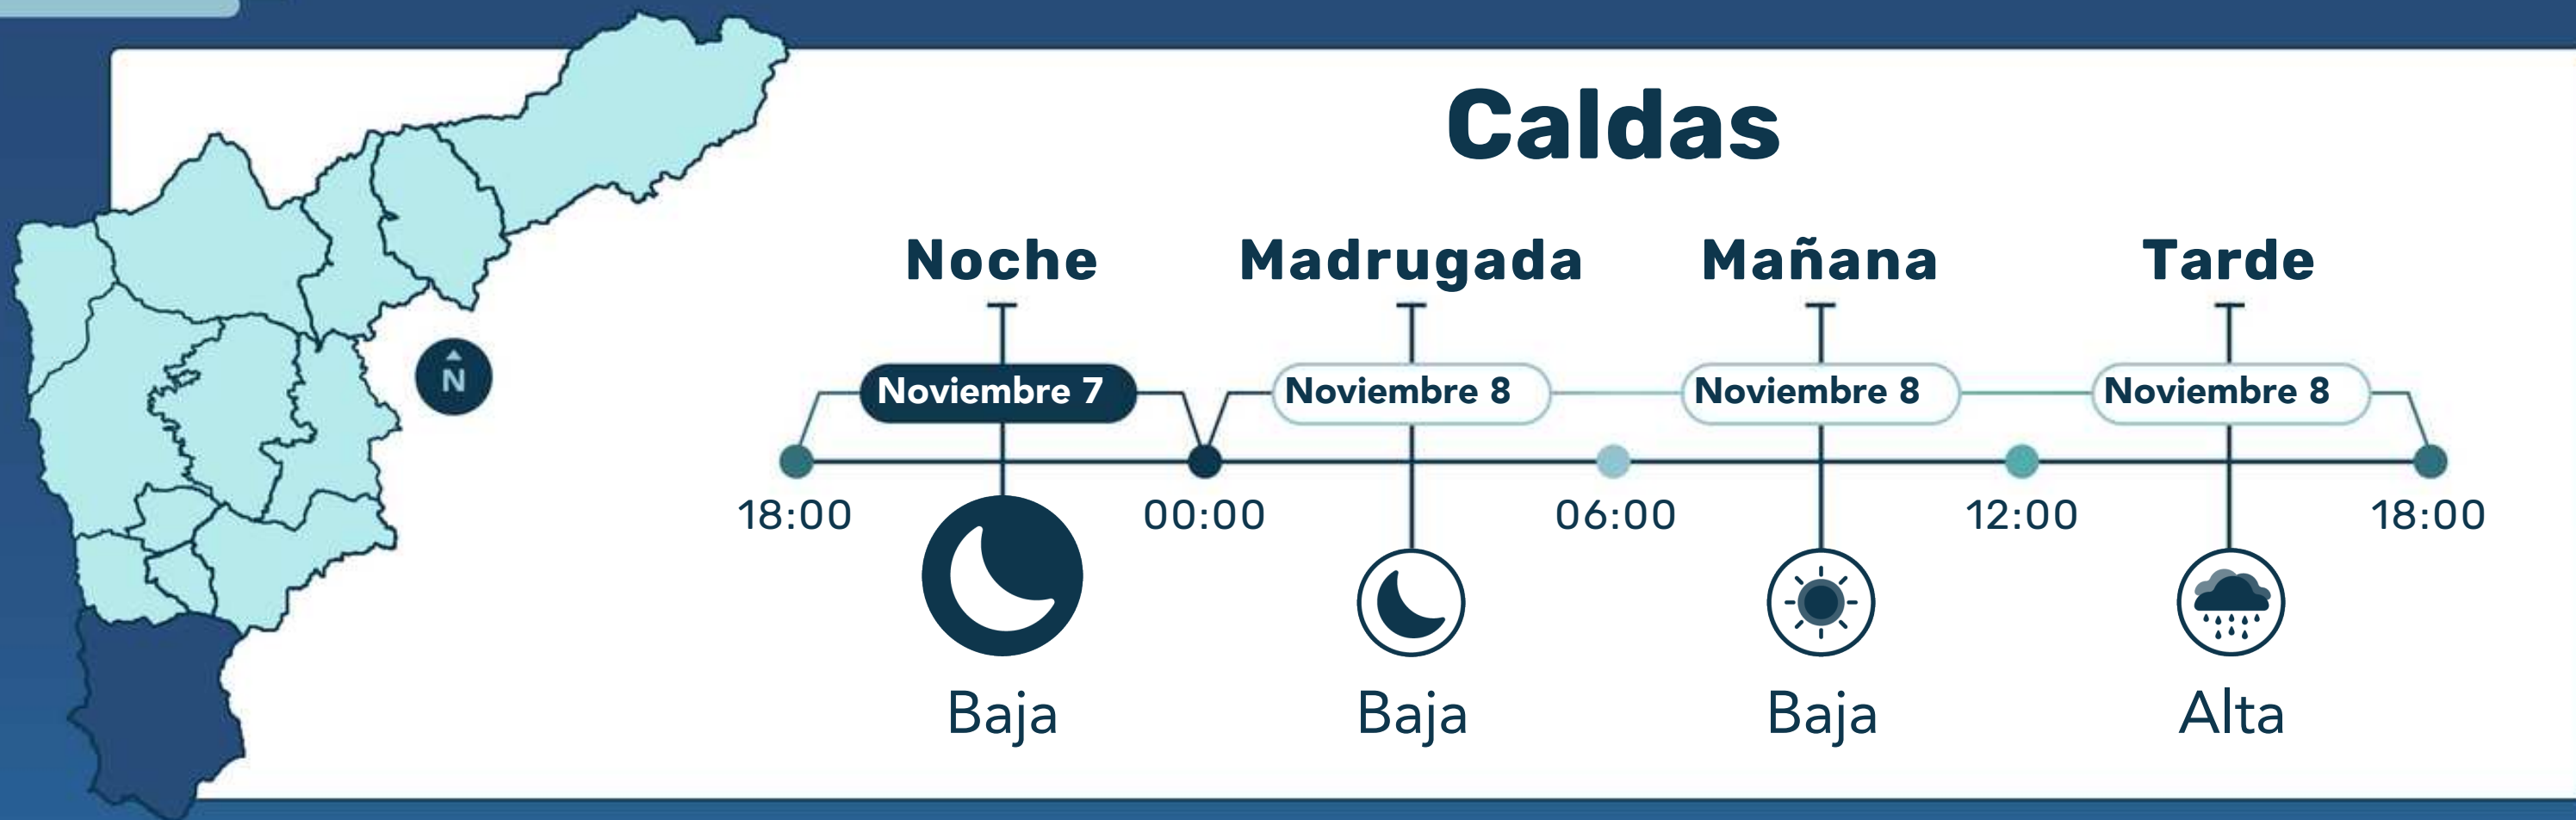 Caldas
Noche Madrugada Mañana Tarde
Noviembre 7 Noviembre 8 Noviembre 8 Noviembre 8
N
18:00 00:00 06:00 12:00 18:00
Baja Baja Baja Alta